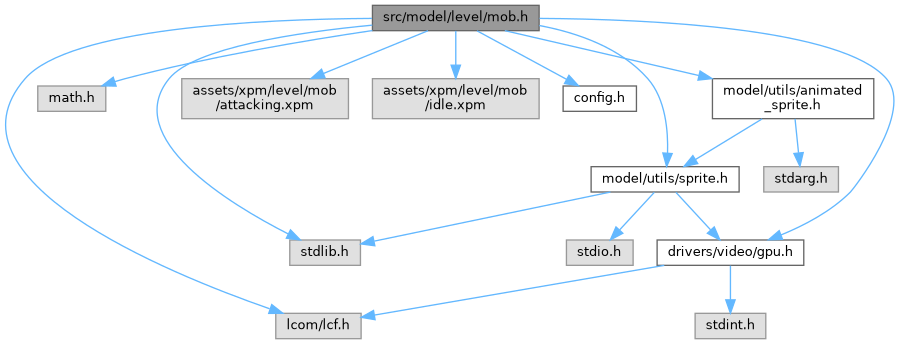 src/model/level/mob.h
math.h
assets/xpm/level/mob
/attacking.xpm
assets/xpm/level/mob
/idle.xpm
config.h
model/utils/animated
_sprite.h
model/utils/sprite.h
stdarg.h
stdlib.h
stdio.h
drivers/video/gpu.h
lcom/lcf.h
stdint.h